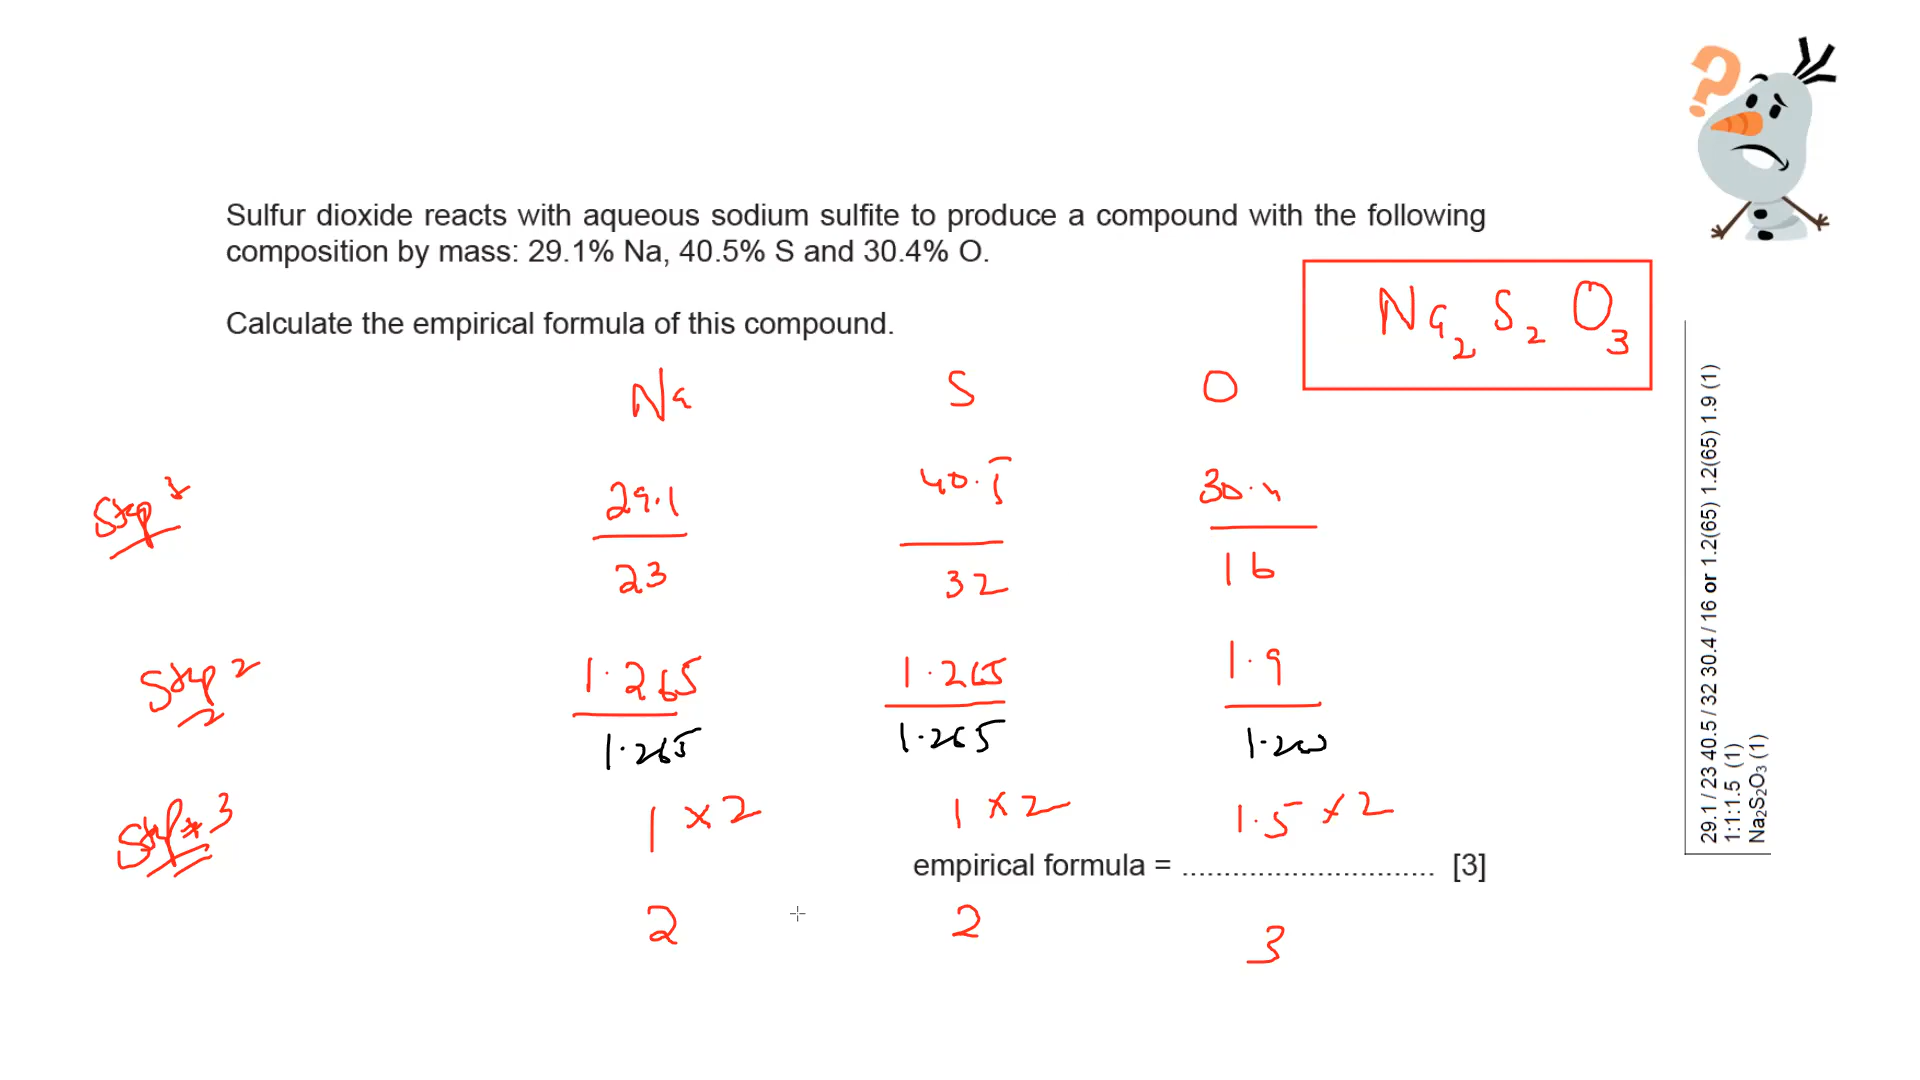 Sulfur dioxide reacts with aqueous sodium sulfite to produce a compound with the following
composition by mass: 29.1% Na, 40.5% S and 30.4% O.
Calculate the empirical formula of this compound.
Na₂ S₂ O₃
Na S O
Step 1
29.1 40.5 30.4
23 32 16
Step 2
1.265 1.265 1.9
1.265 1.265
Step 3
1 x 2 1 x 2 1.5 x 2
empirical formula = .............................. [3]
2 2 3
29.1 / 23 40.5 / 32 30.4 / 16 or 1.2(65) 1.2(65) 1.9 (1)
1:1:1.5 (1)
Na₂S₂O₃ (1)
?